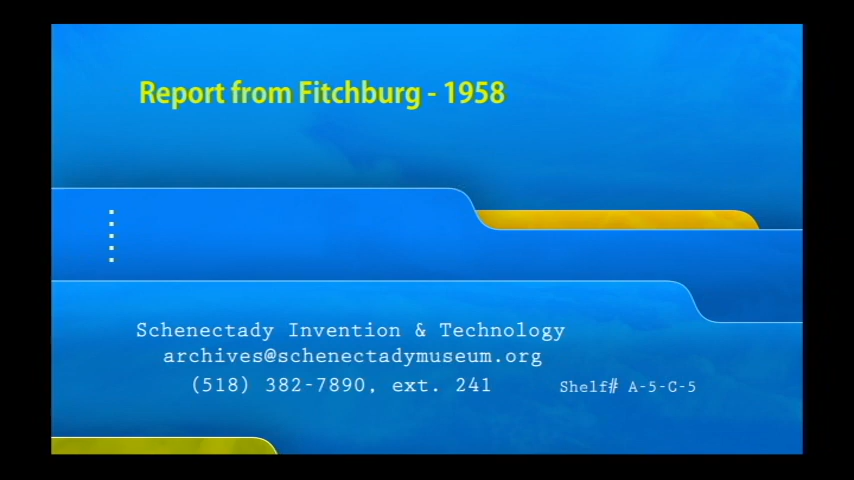 Report from Fitchburg - 1958
Schenectady Invention & Technology
archives@schenectadymuseum.org
(518) 382-7890, ext. 241
Shelf# A-5-C-5